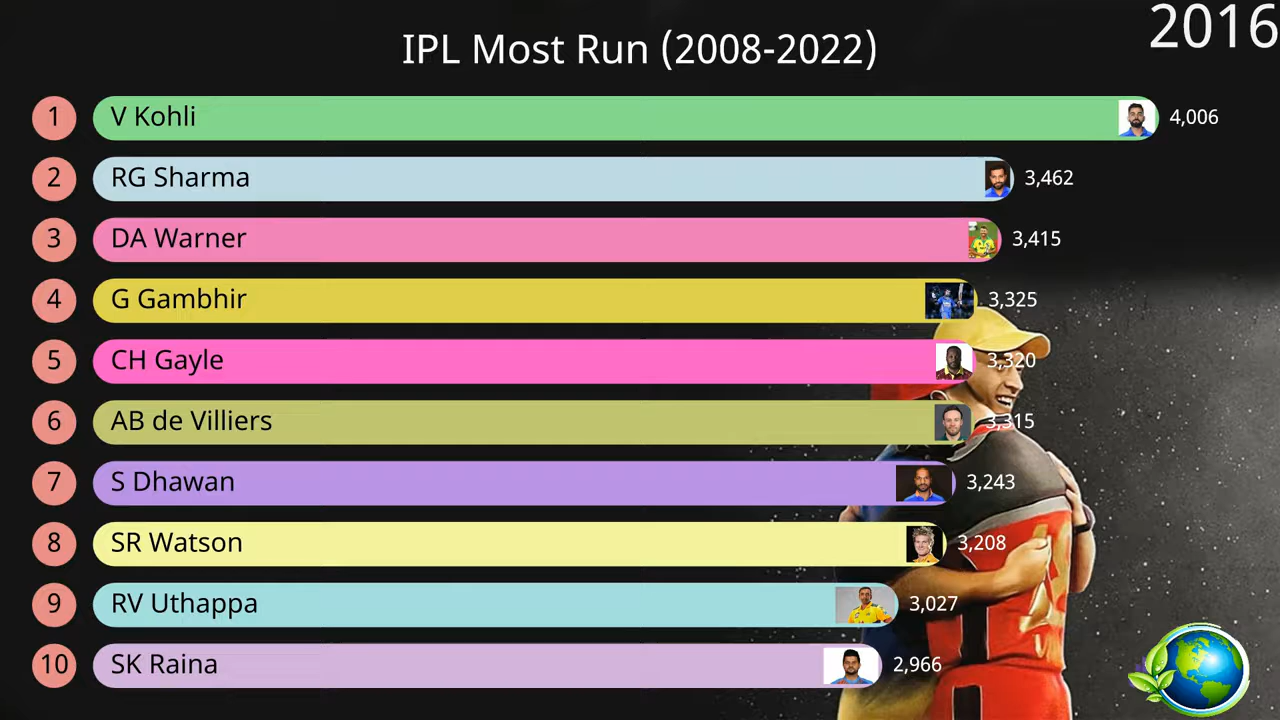 2016
IPL Most Run (2008-2022)
1 V Kohli 4,006
2 RG Sharma 3,462
3 DA Warner 3,415
4 G Gambhir 3,325
5 CH Gayle 3,320
6 AB de Villiers 3,315
7 S Dhawan 3,243
8 SR Watson 3,208
9 RV Uthappa 3,027
10 SK Raina 2,966